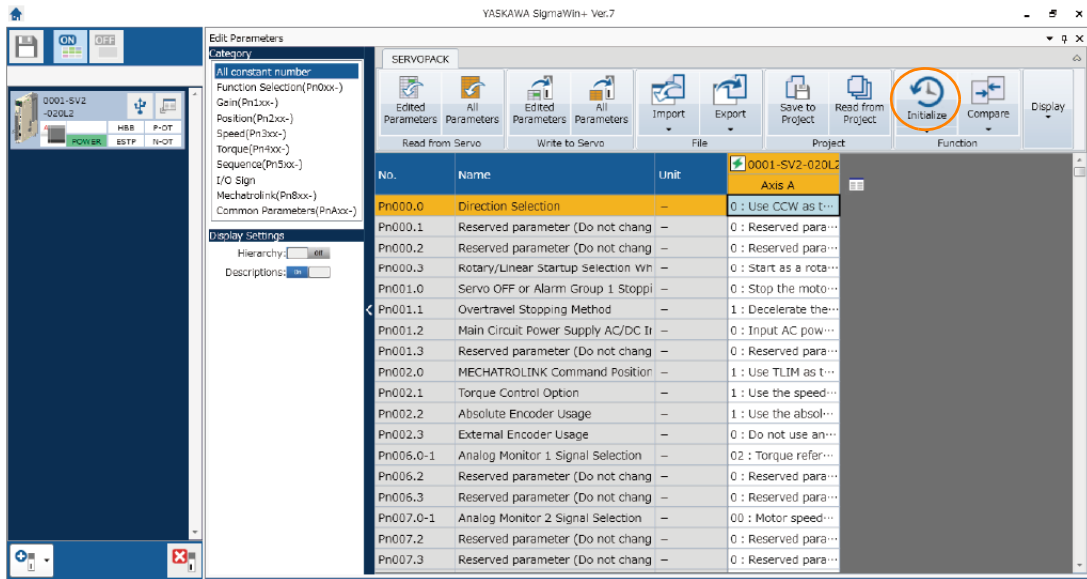 YASKAWA SigmaWin+ Ver.7
ON
OFF
Edit Parameters
Category
All constant number
Function Selection(Pn0xx-)
Gain(Pn1xx-)
Position(Pn2xx-)
Speed(Pn3xx-)
Torque(Pn4xx-)
Sequence(Pn5xx-)
I/O Sign
Mechatrolink(Pn8xx-)
Common Parameters(PnAxx-)
Display Settings
Hierarchy: Off
Descriptions: On
0001-SV2
-020L2
HBB P-OT
POWER ESTP N-OT
SERVOPACK
Edited Parameters
All Parameters
Read from Servo
Edited Parameters
All Parameters
Write to Servo
Import
Export
File
Save to Project
Read from Project
Project
Initialize
Compare
Function
Display
No. Name Unit 0001-SV2-020L2
Axis A
Pn000.0 Direction Selection – 0 : Use CCW as t···
Pn000.1 Reserved parameter (Do not chang – 0 : Reserved para···
Pn000.2 Reserved parameter (Do not chang – 0 : Reserved para···
Pn000.3 Rotary/Linear Startup Selection Wh – 0 : Start as a rota···
Pn001.0 Servo OFF or Alarm Group 1 Stoppi – 0 : Stop the moto···
Pn001.1 Overtravel Stopping Method – 1 : Decelerate the···
Pn001.2 Main Circuit Power Supply AC/DC Ir – 0 : Input AC pow···
Pn001.3 Reserved parameter (Do not chang – 0 : Reserved para···
Pn002.0 MECHATROLINK Command Position – 1 : Use TLIM as t···
Pn002.1 Torque Control Option – 1 : Use the speed···
Pn002.2 Absolute Encoder Usage – 1 : Use the absol···
Pn002.3 External Encoder Usage – 0 : Do not use an···
Pn006.0-1 Analog Monitor 1 Signal Selection – 02 : Torque refer···
Pn006.2 Reserved parameter (Do not chang – 0 : Reserved para···
Pn006.3 Reserved parameter (Do not chang – 0 : Reserved para···
Pn007.0-1 Analog Monitor 2 Signal Selection – 00 : Motor speed···
Pn007.2 Reserved parameter (Do not chang – 0 : Reserved para···
Pn007.3 Reserved parameter (Do not chang – 0 : Reserved para···